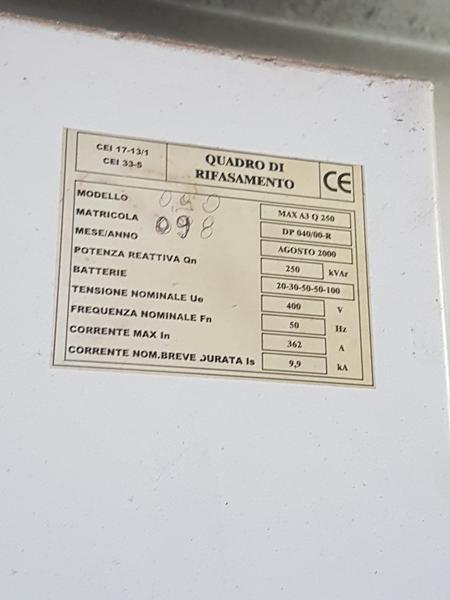 CEI 17-13/1
CEI 33-5
QUADRO DI
RIFASAMENTO
CE
MODELLO MAX A3 Q 250
MATRICOLA 098 DP 040/00-R
MESE/ANNO AGOSTO 2000
POTENZA REATTIVA Qn 250 kVAr
BATTERIE 20-30-50-50-100
TENSIONE NOMINALE Ue 400 V
FREQUENZA NOMINALE Fn 50 Hz
CORRENTE MAX In 362 A
CORRENTE NOM.BREVE DURATA Is 9,9 kA